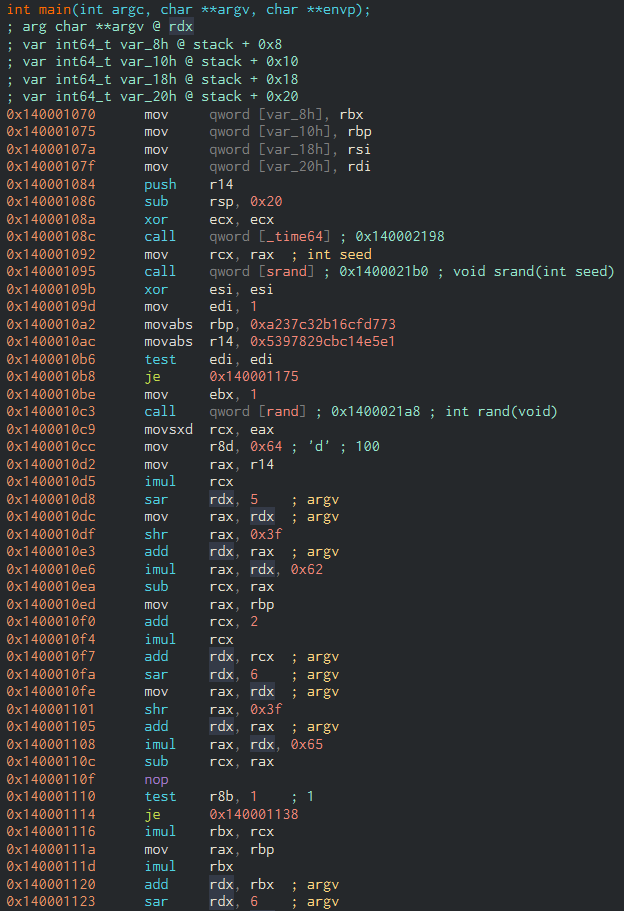 int main(int argc, char **argv, char **envp);
; arg char **argv @ rdx
; var int64_t var_8h @ stack + 0x8
; var int64_t var_10h @ stack + 0x10
; var int64_t var_18h @ stack + 0x18
; var int64_t var_20h @ stack + 0x20
0x140001070 mov qword [var_8h], rbx
0x140001075 mov qword [var_10h], rbp
0x14000107a mov qword [var_18h], rsi
0x14000107f mov qword [var_20h], rdi
0x140001084 push r14
0x140001086 sub rsp, 0x20
0x14000108a xor ecx, ecx
0x14000108c call qword [_time64] ; 0x140002198
0x140001092 mov rcx, rax ; int seed
0x140001095 call qword [srand] ; 0x1400021b0 ; void srand(int seed)
0x14000109b xor esi, esi
0x14000109d mov edi, 1
0x1400010a2 movabs rbp, 0xa237c32b16cfd773
0x1400010ac movabs r14, 0x5397829cbc14e5e1
0x1400010b6 test edi, edi
0x1400010b8 je 0x140001175
0x1400010be mov ebx, 1
0x1400010c3 call qword [rand] ; 0x1400021a8 ; int rand(void)
0x1400010c9 movsxd rcx, eax
0x1400010cc mov r8d, 0x64 ; 'd' ; 100
0x1400010d2 mov rax, r14
0x1400010d5 imul rcx
0x1400010d8 sar rdx, 5 ; argv
0x1400010dc mov rax, rdx ; argv
0x1400010df shr rax, 0x3f
0x1400010e3 add rdx, rax ; argv
0x1400010e6 imul rax, rdx, 0x62
0x1400010ea sub rcx, rax
0x1400010ed mov rax, rbp
0x1400010f0 add rcx, 2
0x1400010f4 imul rcx
0x1400010f7 add rdx, rcx ; argv
0x1400010fa sar rdx, 6 ; argv
0x1400010fe mov rax, rdx ; argv
0x140001101 shr rax, 0x3f
0x140001105 add rdx, rax ; argv
0x140001108 imul rax, rdx, 0x65
0x14000110c sub rcx, rax
0x14000110f nop
0x140001110 test r8b, 1 ; 1
0x140001114 je 0x140001138
0x140001116 imul rbx, rcx
0x14000111a mov rax, rbp
0x14000111d imul rbx
0x140001120 add rdx, rbx ; argv
0x140001123 sar rdx, 6 ; argv